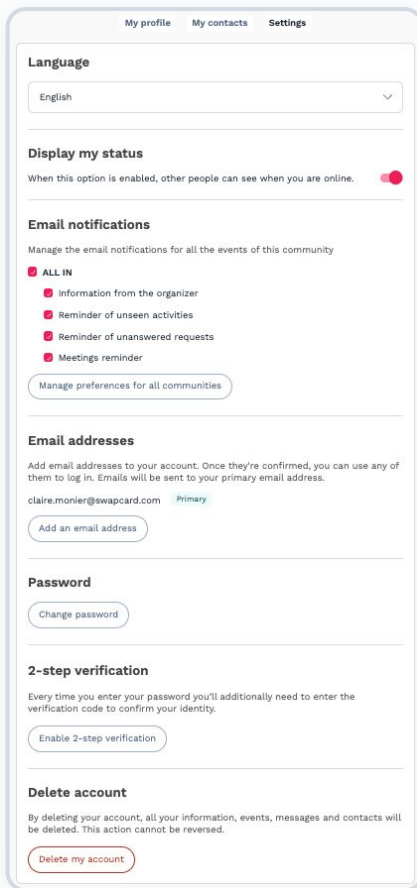 My profile My contacts Settings
Language
English
Display my status
When this option is enabled, other people can see when you are online.
Email notifications
Manage the email notifications for all the events of this community
ALL IN
Information from the organizer
Reminder of unseen activities
Reminder of unanswered requests
Meetings reminder
Manage preferences for all communities
Email addresses
Add email addresses to your account. Once they're confirmed, you can use any of
them to log in. Emails will be sent to your primary email address.
claire.monier@swapcard.com Primary
Add an email address
Password
Change password
2-step verification
Every time you enter your password you'll additionally need to enter the
verification code to confirm your identity.
Enable 2-step verification
Delete account
By deleting your account, all your information, events, messages and contacts will
be deleted. This action cannot be reversed.
Delete my account